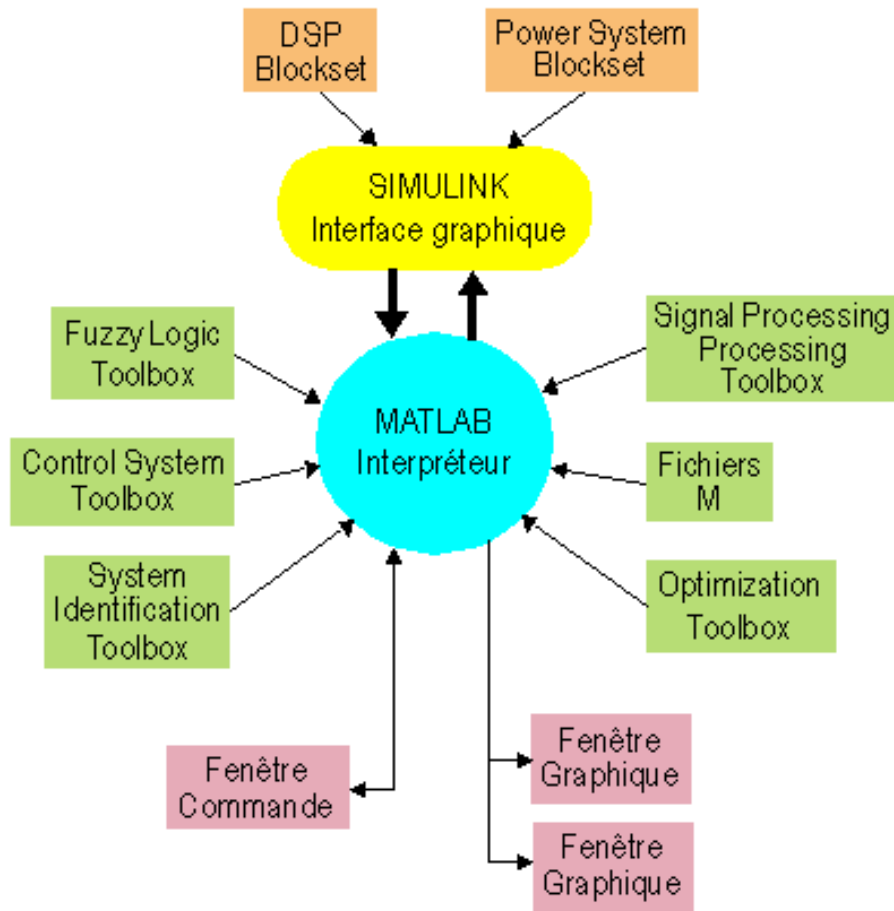 DSP
Blockset
Power System
Blockset
SIMULINK
Interface graphique
Fuzzy Logic
Toolbox
Signal Processing
Processing
Toolbox
MATLAB
Interpréteur
Control System
Toolbox
Fichiers
M
System
Identification
Toolbox
Optimization
Toolbox
Fenêtre
Commande
Fenêtre
Graphique
Fenêtre
Graphique